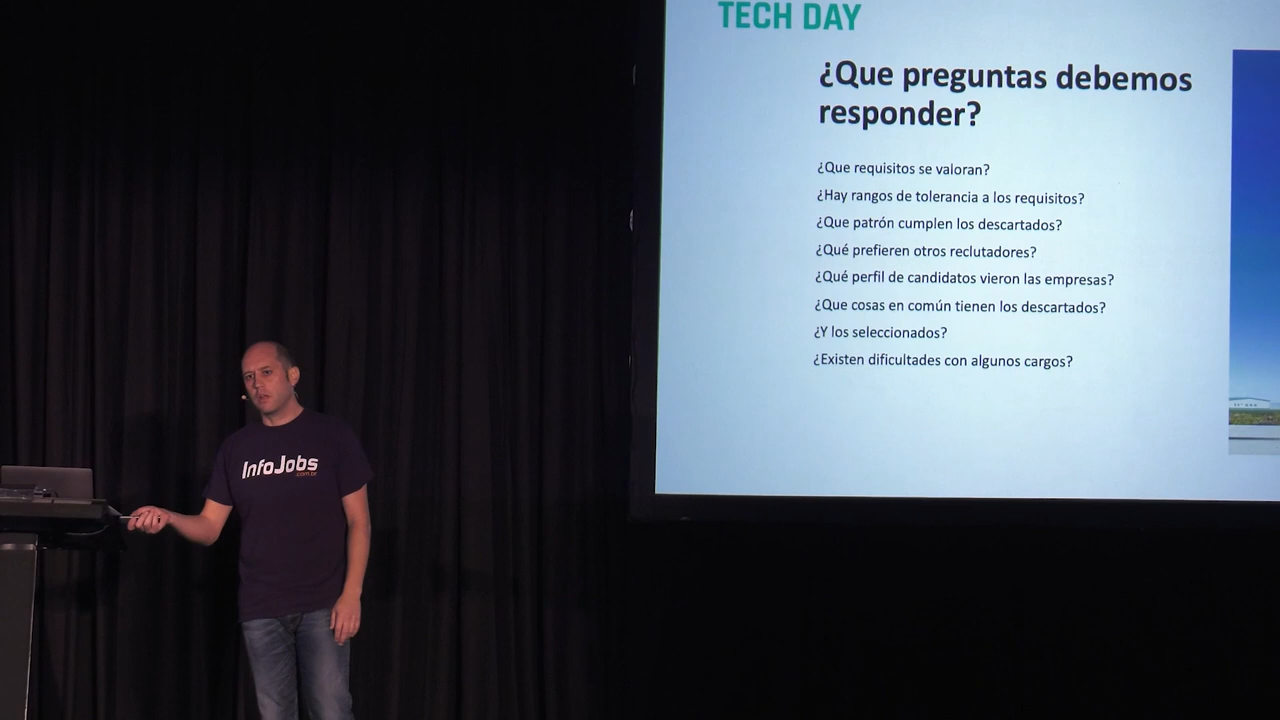 TECH DAY
¿Que preguntas debemos
responder?
¿Que requisitos se valoran?
¿Hay rangos de tolerancia a los requisitos?
¿Que patrón cumplen los descartados?
¿Qué prefieren otros reclutadores?
¿Qué perfil de candidatos vieron las empresas?
¿Que cosas en común tienen los descartados?
¿Y los seleccionados?
¿Existen dificultades con algunos cargos?
InfoJobs
.com.br